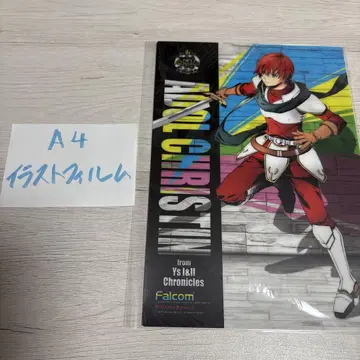 A4
イラストフィルム
ADOL CHRISTIN
from
Ys I&II
Chronicles
Falcom